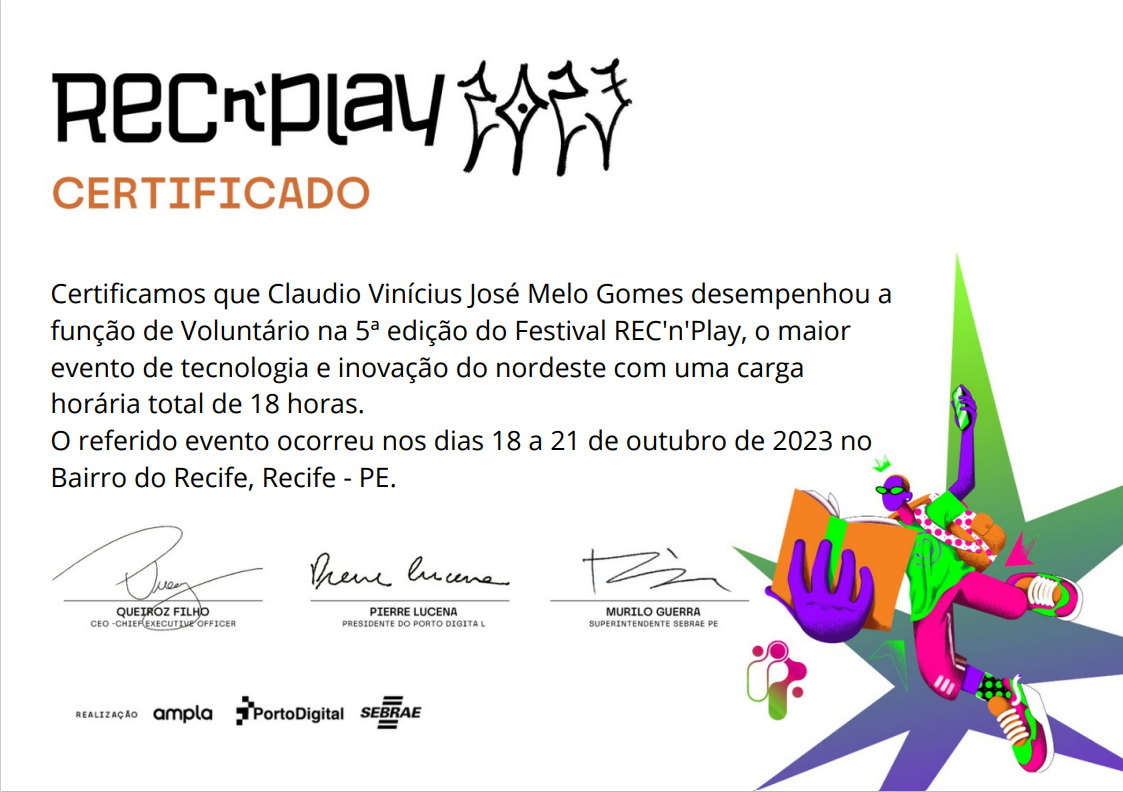 REC'n'Play 2023
CERTIFICADO
Certificamos que Claudio Vinícius José Melo Gomes desempenhou a
função de Voluntário na 5ª edição do Festival REC'n'Play, o maior
evento de tecnologia e inovação do nordeste com uma carga
horária total de 18 horas.
O referido evento ocorreu nos dias 18 a 21 de outubro de 2023 no
Bairro do Recife, Recife - PE.
Pierre Lucena
QUEIROZ FILHO
CEO -CHIEF EXECUTIVE OFFICER
PIERRE LUCENA
PRESIDENTE DO PORTO DIGITA L
MURILO GUERRA
SUPERINTENDENTE SEBRAE PE
REALIZAÇÃO ampla PortoDigital SEBRAE